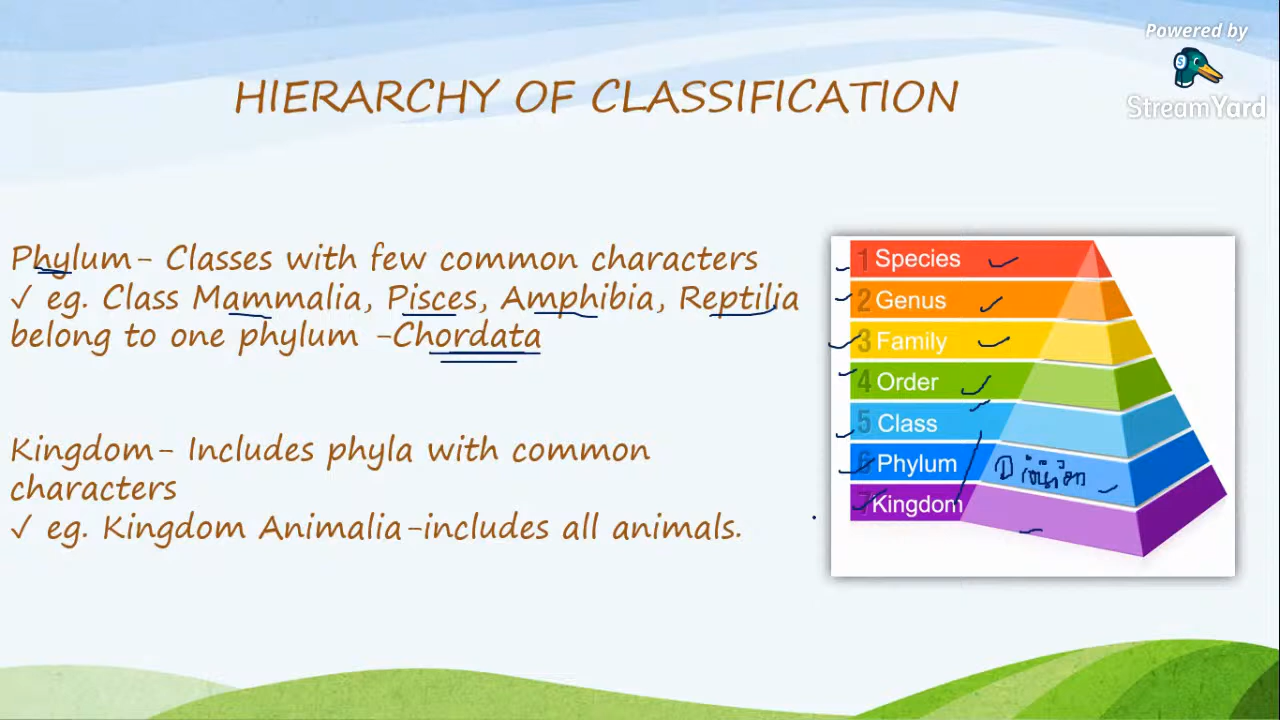 Powered by
StreamYard
HIERARCHY OF CLASSIFICATION
Phylum- Classes with few common characters
✓ eg. Class Mammalia, Pisces, Amphibia, Reptilia
belong to one phylum -Chordata
Kingdom- Includes phyla with common
characters
✓ eg. Kingdom Animalia-includes all animals.
1 Species
2 Genus
3 Family
4 Order
5 Class
6 Phylum Division
7 Kingdom